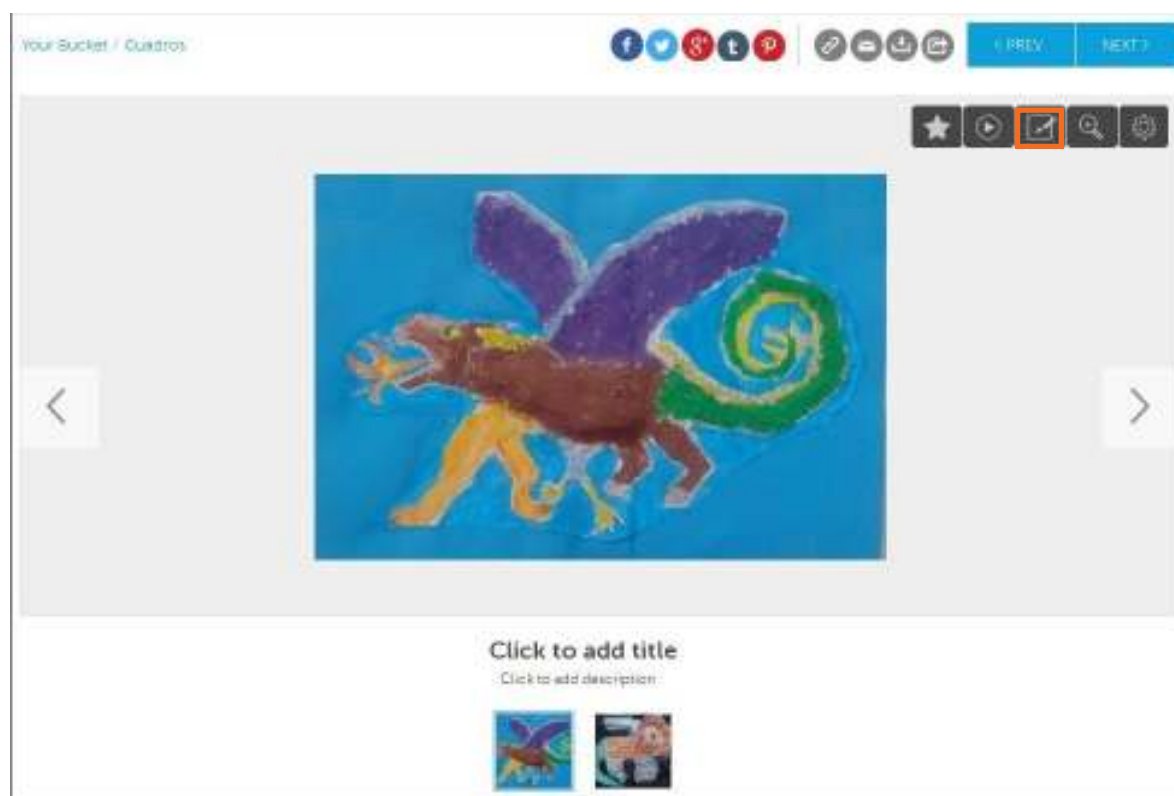 Your Bucket / Cuadros
< PREV
NEXT >
Click to add title
Click to add description